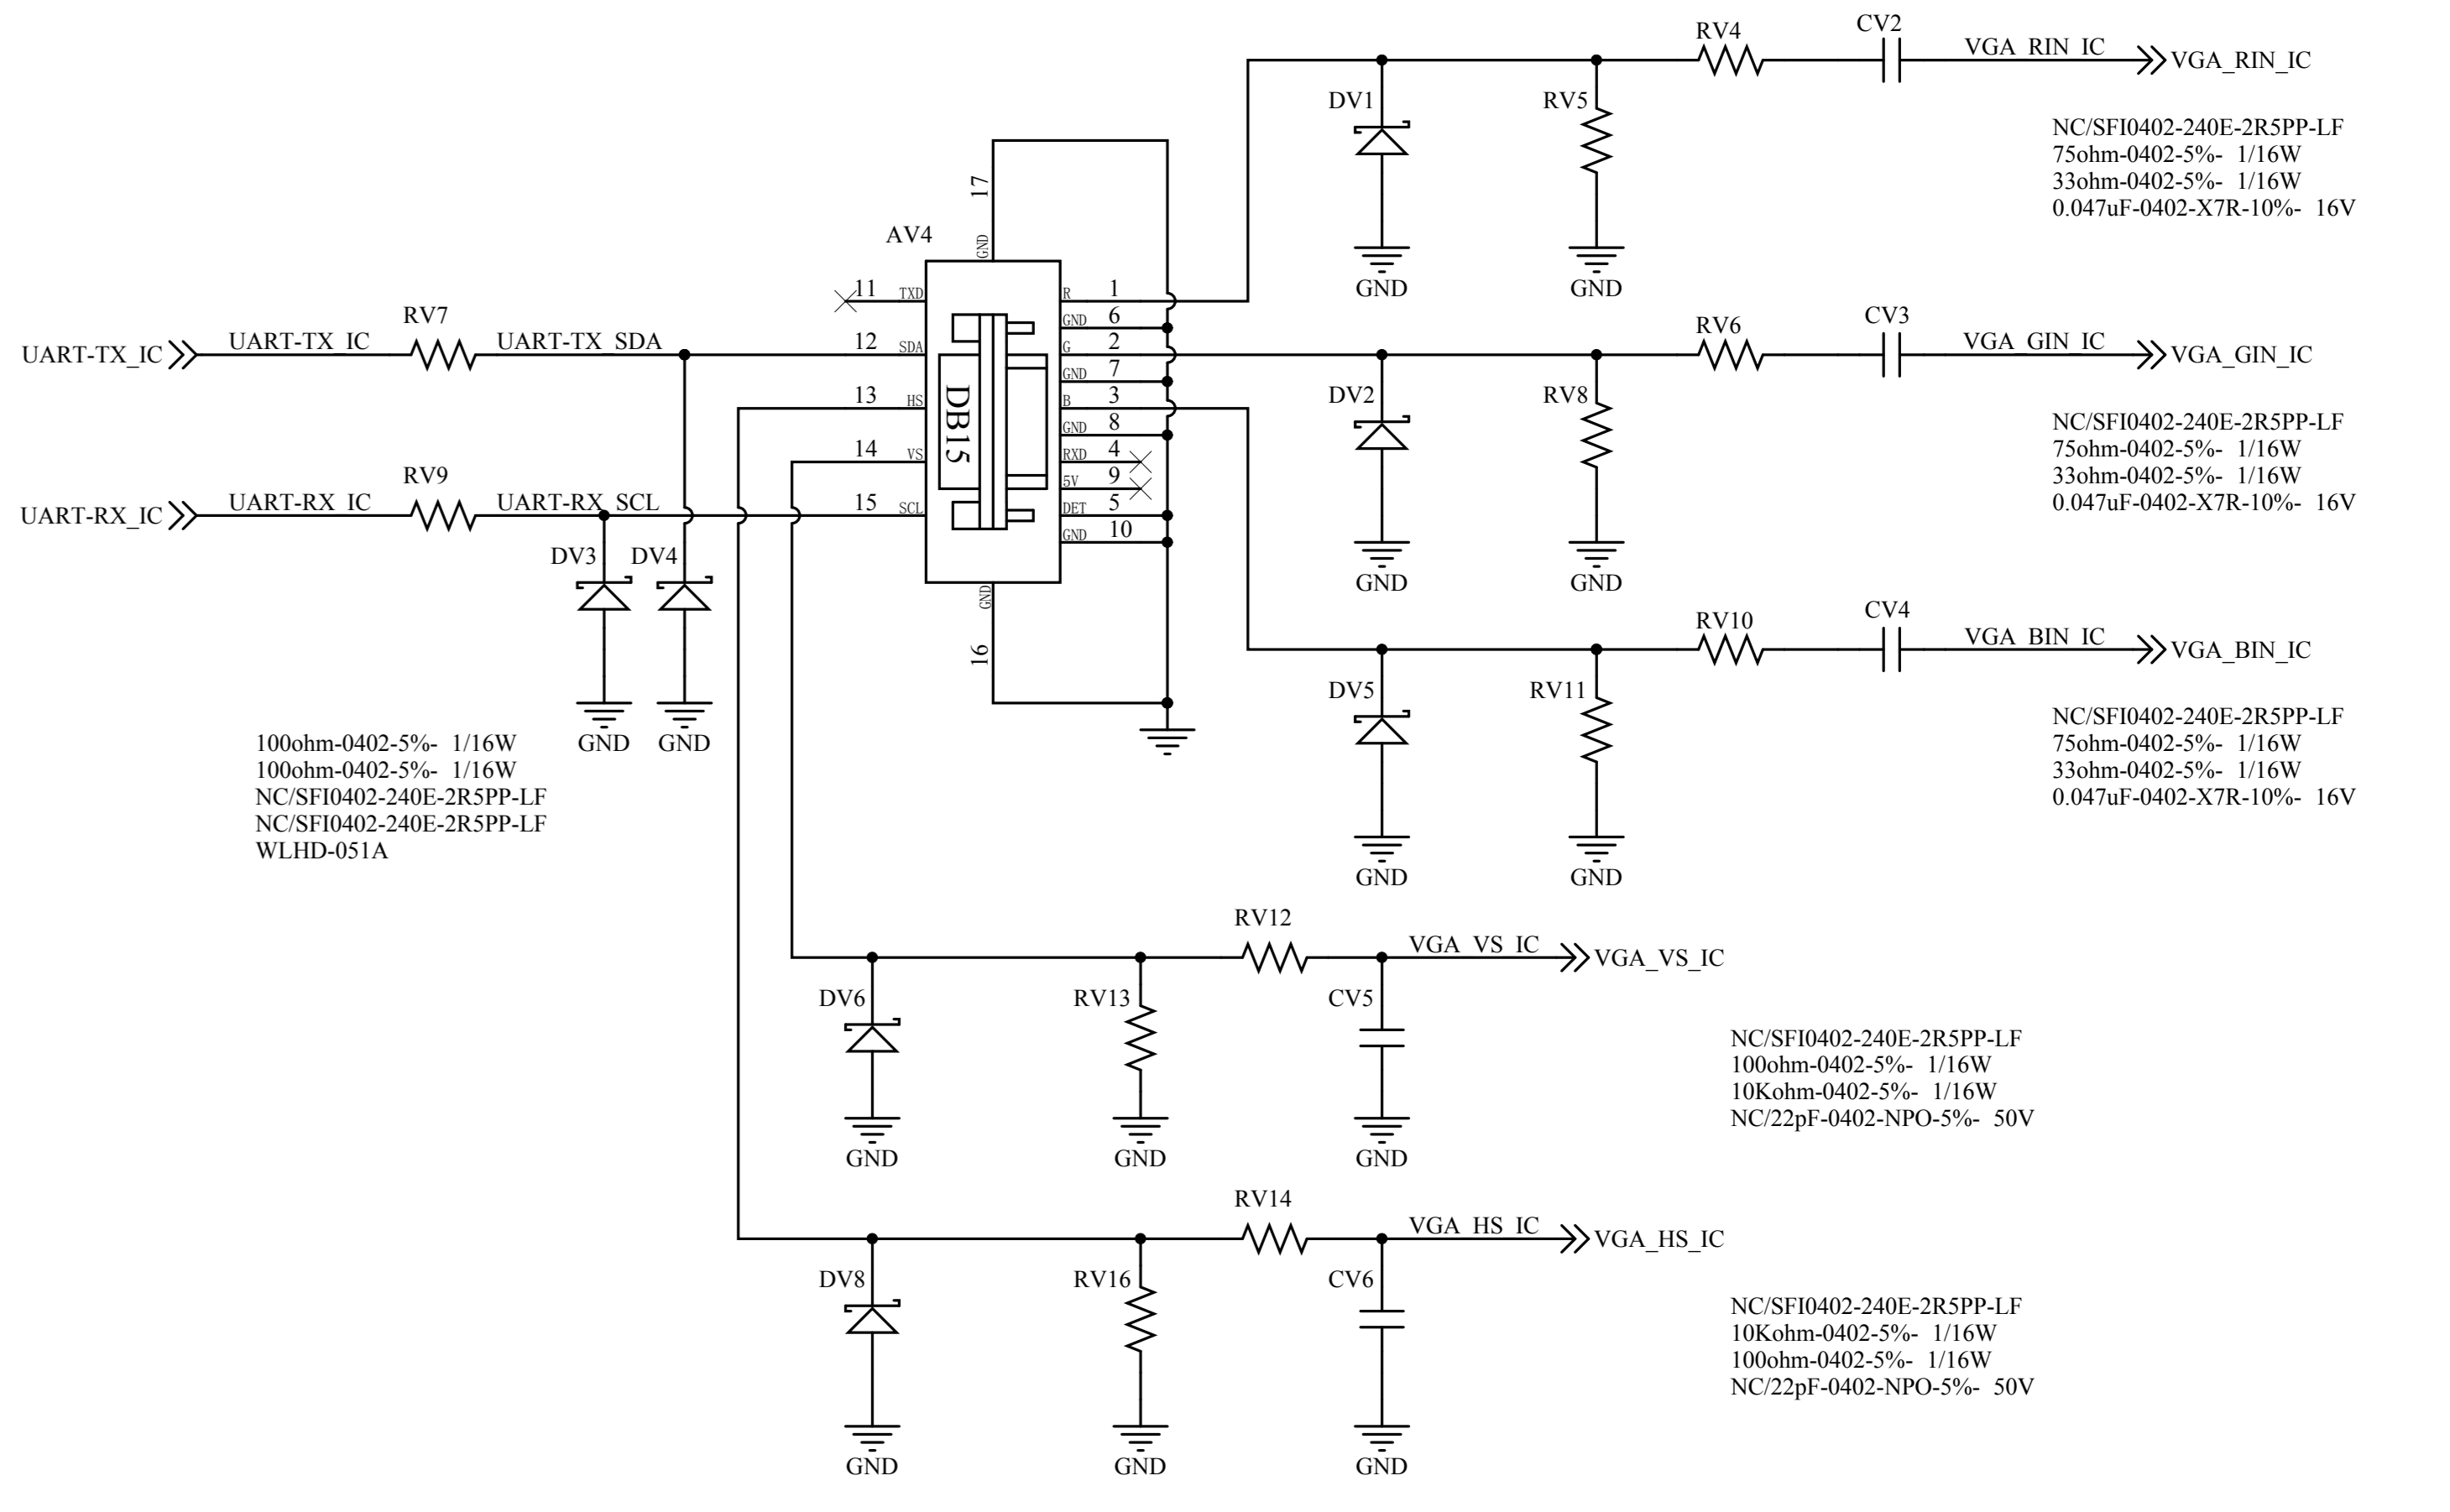 RV4
CV2
VGA_RIN_IC
VGA_RIN_IC
DV1
RV5
NC/SFI0402-240E-2R5PP-LF
75ohm-0402-5%- 1/16W
33ohm-0402-5%- 1/16W
0.047uF-0402-X7R-10%- 16V
GND
GND
17
GND
AV4
11
TXD
R
1
GND
6
RV7
UART-TX_IC
UART-TX_IC
UART-TX_SDA
12
SDA
G
2
GND
7
13
HS
B
3
GND
8
14
VS
RXD
4
5V
9
RV9
UART-RX_IC
UART-RX_IC
UART-RX_SCL
15
SCL
DET
5
GND
10
DB15
GND
16
RV6
CV3
VGA_GIN_IC
VGA_GIN_IC
DV2
RV8
NC/SFI0402-240E-2R5PP-LF
75ohm-0402-5%- 1/16W
33ohm-0402-5%- 1/16W
0.047uF-0402-X7R-10%- 16V
GND
GND
DV3
DV4
GND
GND
100ohm-0402-5%- 1/16W
100ohm-0402-5%- 1/16W
NC/SFI0402-240E-2R5PP-LF
NC/SFI0402-240E-2R5PP-LF
WLHD-051A
RV10
CV4
VGA_BIN_IC
VGA_BIN_IC
DV5
RV11
NC/SFI0402-240E-2R5PP-LF
75ohm-0402-5%- 1/16W
33ohm-0402-5%- 1/16W
0.047uF-0402-X7R-10%- 16V
GND
GND
RV12
VGA_VS_IC
VGA_VS_IC
DV6
RV13
CV5
NC/SFI0402-240E-2R5PP-LF
100ohm-0402-5%- 1/16W
10Kohm-0402-5%- 1/16W
NC/22pF-0402-NPO-5%- 50V
GND
GND
GND
RV14
VGA_HS_IC
VGA_HS_IC
DV8
RV16
CV6
NC/SFI0402-240E-2R5PP-LF
10Kohm-0402-5%- 1/16W
100ohm-0402-5%- 1/16W
NC/22pF-0402-NPO-5%- 50V
GND
GND
GND